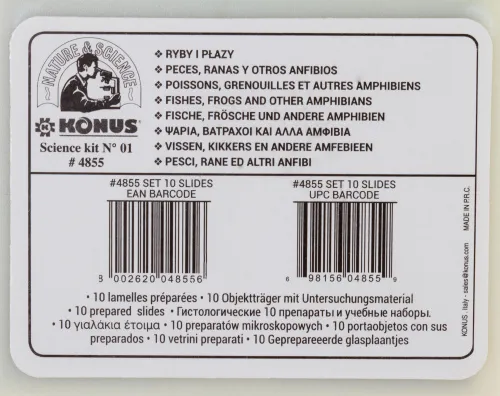 NATURE & SCIENCE
KONUS®
Science kit N° 01
# 4855
❖ RYBY I PŁAZY
❖ PECES, RANAS Y OTROS ANFIBIOS
❖ POISSONS, GRENOUILLES ET AUTRES AMPHIBIENS
❖ FISHES, FROGS AND OTHER AMPHIBIANS
❖ FISCHE, FRÖSCHE UND ANDERE AMPHIBIEN
❖ ΨΑΡΙΑ, ΒΑΤΡΑΧΟΙ ΚΑΙ ΑΛΛΑ ΑΜΦΙΒΙΑ
❖ VISSEN, KIKKERS EN ANDERE AMFEBIEEN
❖ PESCI, RANE ED ALTRI ANFIBI
#4855 SET 10 SLIDES
EAN BARCODE
8 002620 048556
#4855 SET 10 SLIDES
UPC BARCODE
6 98156 04855 9
• 10 lamelles préparées • 10 Objektträger mit Untersuchungsmaterial
• 10 prepared slides • Гистологические 10 препараты и учебные наборы.
• 10 γιαλάκια έτοιμα • 10 preparatów mikroskopowych • 10 portaobjetos con sus
preparados • 10 vetrini preparati • 10 Geprepareerde glasplaantjes
KONUS . Italy - sales@konus.com MADE IN P.R.C.